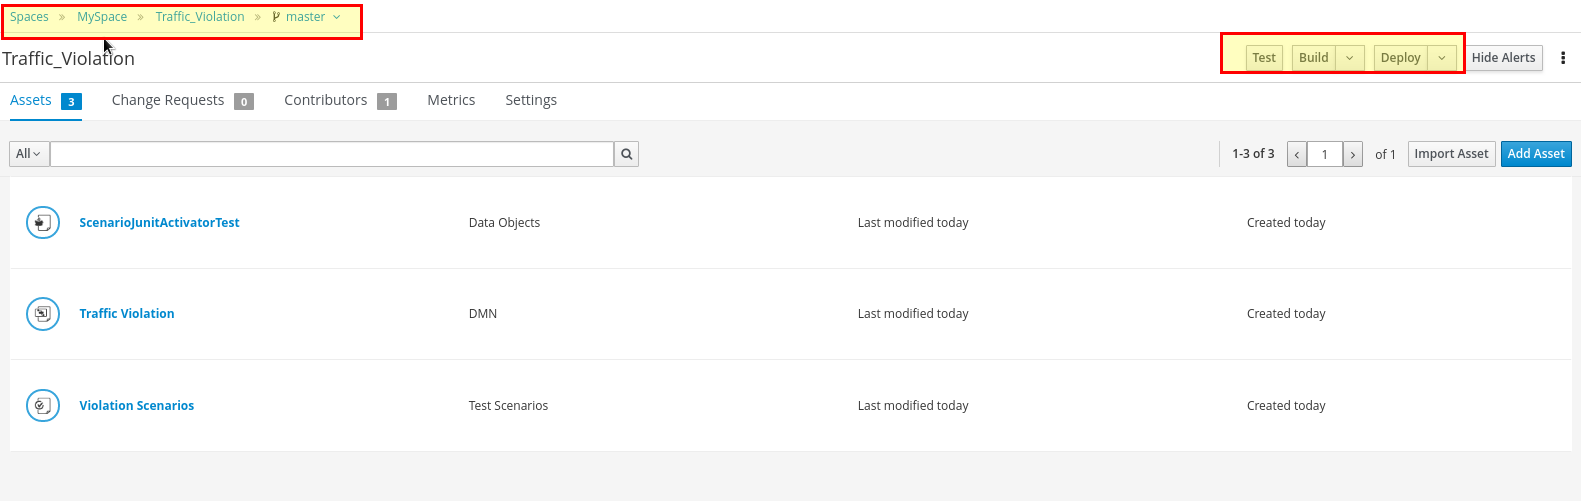 Spaces » MySpace » Traffic_Violation » master
Traffic_Violation Test Build Deploy Hide Alerts
Assets 3 Change Requests 0 Contributors 1 Metrics Settings
All 1-3 of 3 1 of 1 Import Asset Add Asset
ScenarioJunitActivatorTest Data Objects Last modified today Created today
Traffic Violation DMN Last modified today Created today
Violation Scenarios Test Scenarios Last modified today Created today